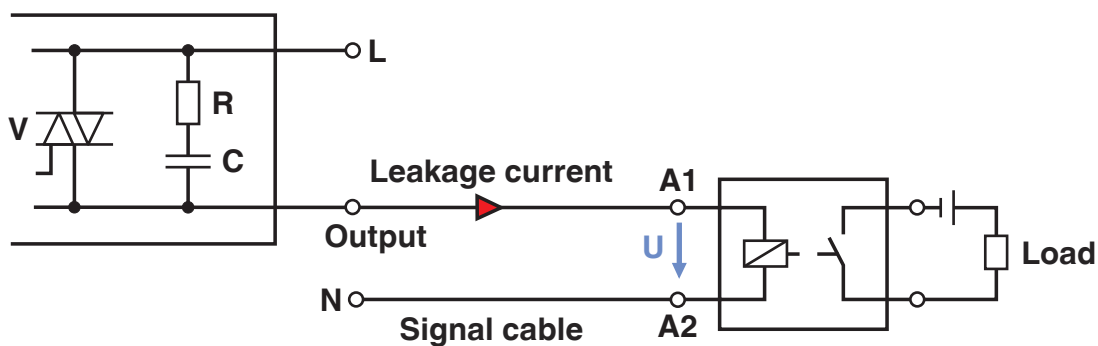 L
R
V
C
Leakage current
A1
Output
U
Load
N
Signal cable
A2